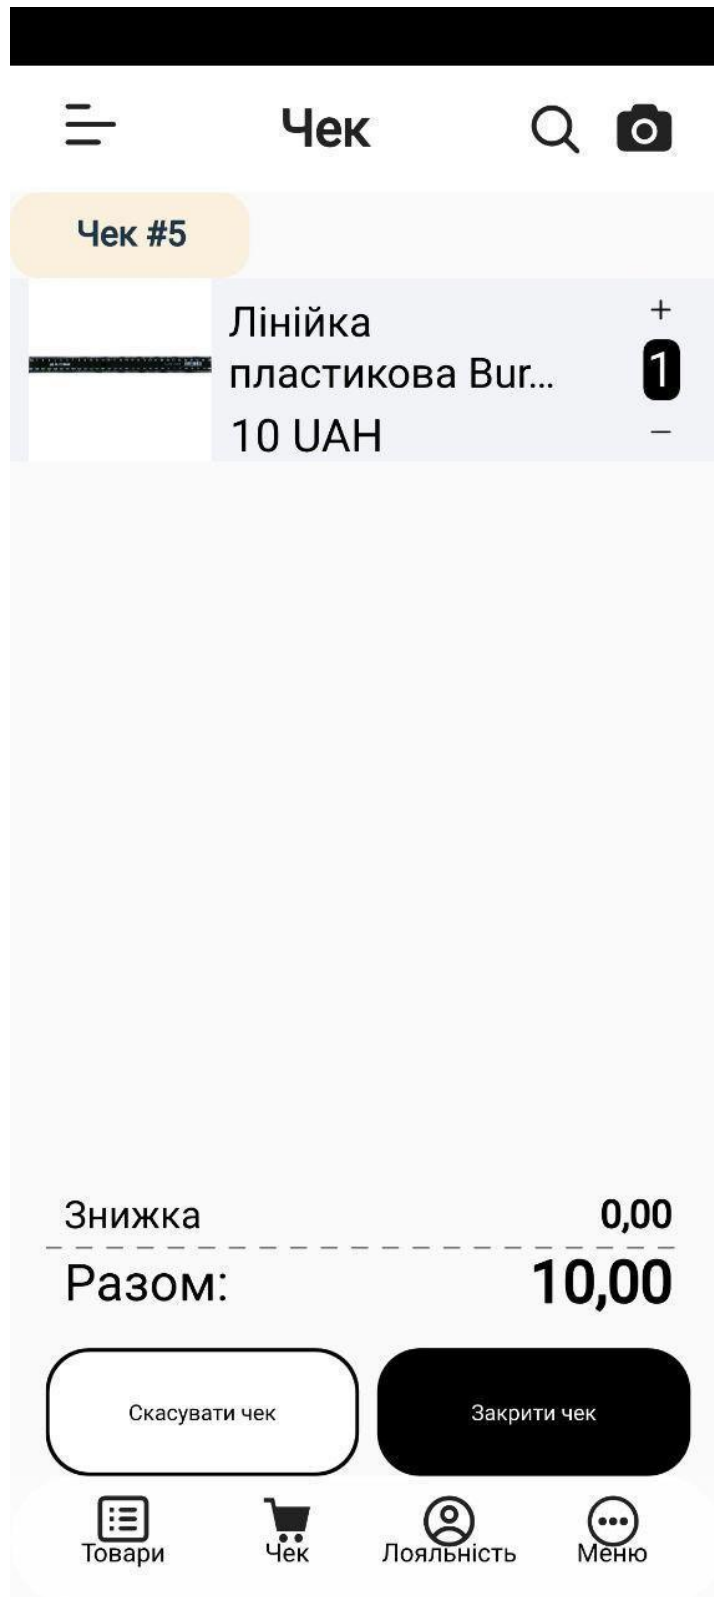 Чек
Чек #5
Лінійка
пластикова Bur...
10 UAH
+
1
−
Знижка 0,00
Разом: 10,00
Скасувати чек
Закрити чек
Товари
Чек
Лояльність
Меню